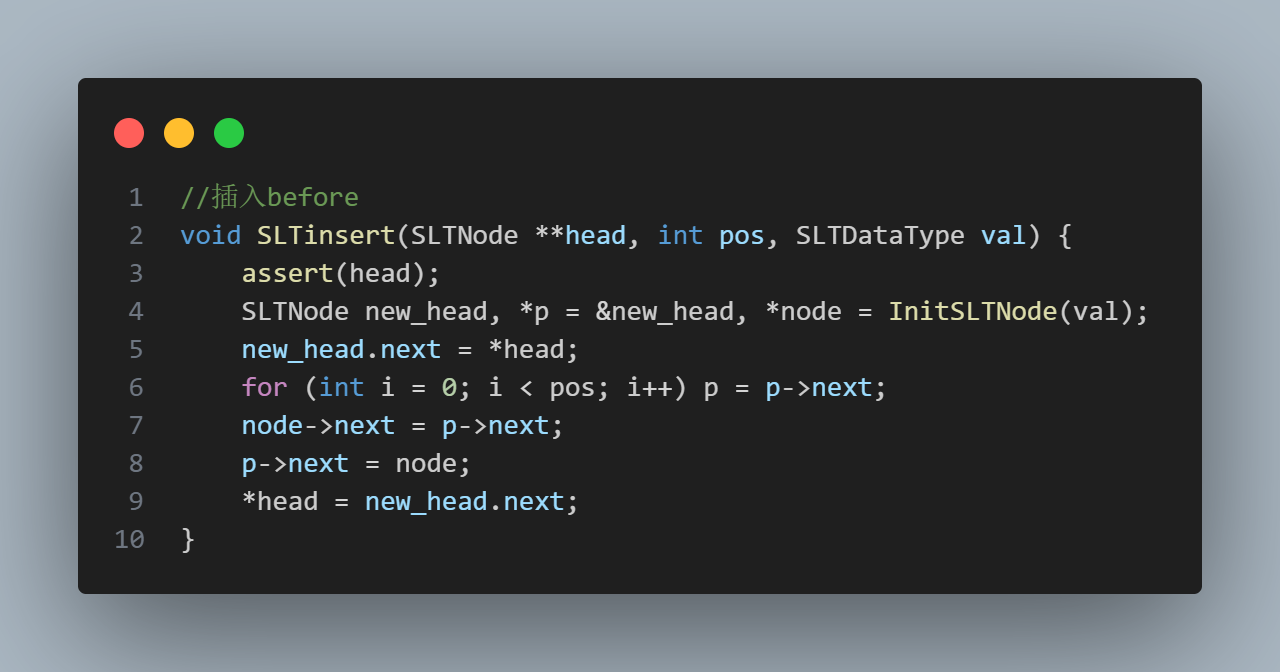 1 //插入before
2 void SLTinsert(SLTNode **head, int pos, SLTDataType val) {
3     assert(head);
4     SLTNode new_head, *p = &new_head, *node = InitSLTNode(val);
5     new_head.next = *head;
6     for (int i = 0; i < pos; i++) p = p->next;
7     node->next = p->next;
8     p->next = node;
9     *head = new_head.next;
10 }